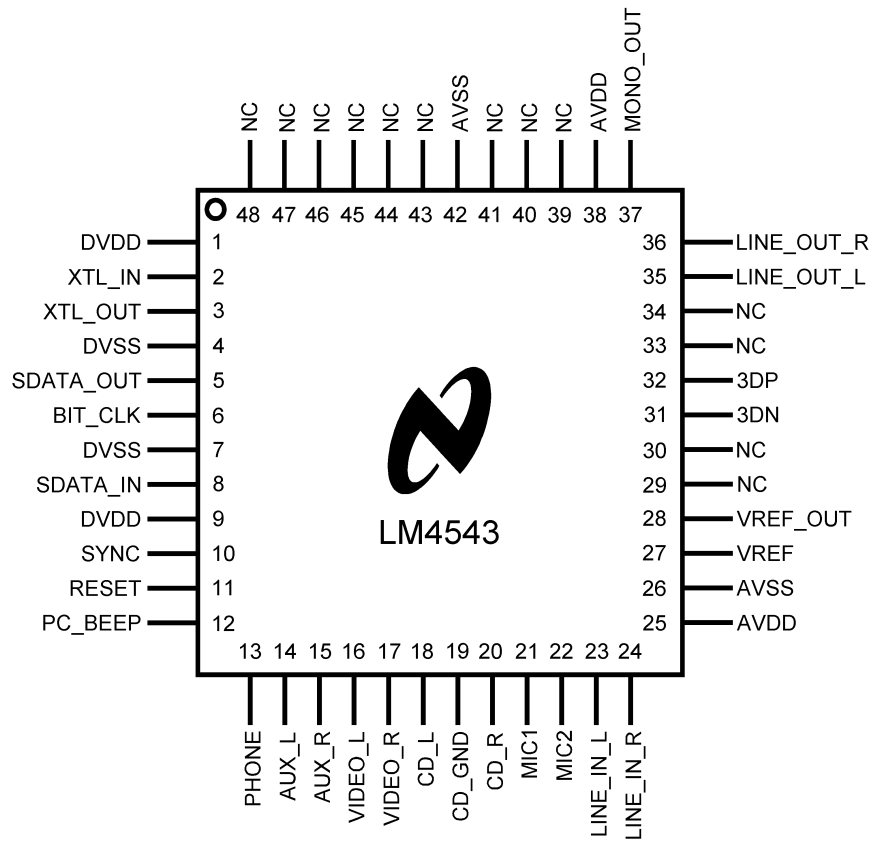 NC
NC
NC
NC
NC
NC
AVSS
NC
NC
NC
AVDD
MONO_OUT
48 47 46 45 44 43 42 41 40 39 38 37
DVDD 1
XTL_IN 2
XTL_OUT 3
DVSS 4
SDATA_OUT 5
BIT_CLK 6
DVSS 7
SDATA_IN 8
DVDD 9
SYNC 10
RESET 11
PC_BEEP 12
36 LINE_OUT_R
35 LINE_OUT_L
34 NC
33 NC
32 3DP
31 3DN
30 NC
29 NC
28 VREF_OUT
27 VREF
26 AVSS
25 AVDD
LM4543
13 14 15 16 17 18 19 20 21 22 23 24
PHONE
AUX_L
AUX_R
VIDEO_L
VIDEO_R
CD_L
CD_GND
CD_R
MIC1
MIC2
LINE_IN_L
LINE_IN_R